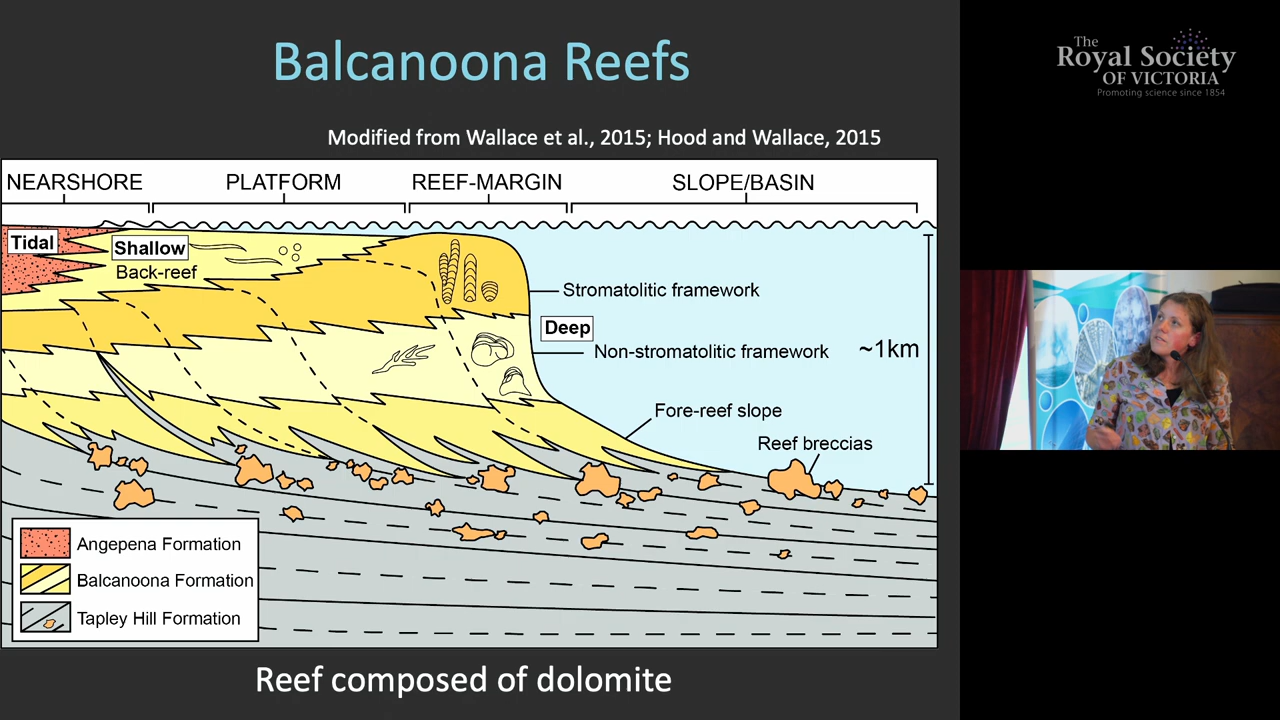 Balcanoona Reefs
The
Royal Society
OF VICTORIA
Promoting science since 1854
Modified from Wallace et al., 2015; Hood and Wallace, 2015
NEARSHORE PLATFORM REEF-MARGIN SLOPE/BASIN
Tidal
Shallow
Back-reef
Stromatolitic framework
Deep
Non-stromatolitic framework
~1km
Fore-reef slope
Reef breccias
Angepena Formation
Balcanoona Formation
Tapley Hill Formation
Reef composed of dolomite